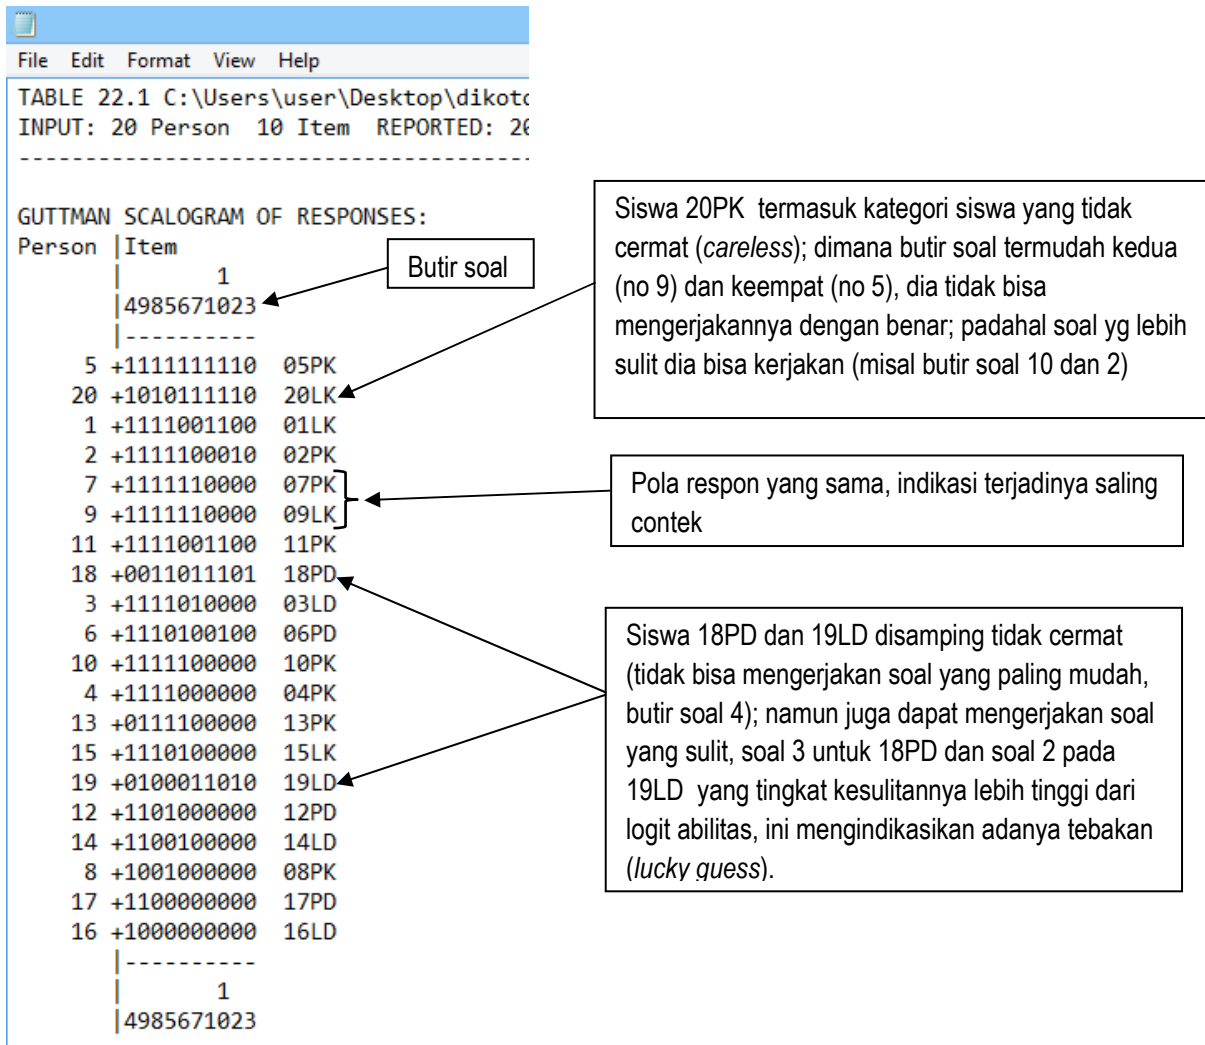 File Edit Format View Help
TABLE 22.1 C:\Users\user\Desktop\dikoto
INPUT: 20 Person 10 Item REPORTED: 20
---------------------------------------
GUTTMAN SCALOGRAM OF RESPONSES:
Person |Item
       |       1
       |4985671023
       |----------
     5 +1111111110  05PK
    20 +1010111110  20LK
     1 +1111001100  01LK
     2 +1111100010  02PK
     7 +1111110000  07PK
     9 +1111110000  09LK
    11 +1111001100  11PK
    18 +0011011101  18PD
     3 +1111010000  03LD
     6 +1110100100  06PD
    10 +1111100000  10PK
     4 +1111000000  04PK
    13 +0111100000  13PK
    15 +1110100000  15LK
    19 +0100011010  19LD
    12 +1101000000  12PD
    14 +1100100000  14LD
     8 +1001000000  08PK
    17 +1100000000  17PD
    16 +1000000000  16LD
       |----------
       |       1
       |4985671023
Butir soal
Siswa 20PK termasuk kategori siswa yang tidak
cermat (careless); dimana butir soal termudah kedua
(no 9) dan keempat (no 5), dia tidak bisa
mengerjakannya dengan benar; padahal soal yg lebih
sulit dia bisa kerjakan (misal butir soal 10 dan 2)
Pola respon yang sama, indikasi terjadinya saling
contek
Siswa 18PD dan 19LD disamping tidak cermat
(tidak bisa mengerjakan soal yang paling mudah,
butir soal 4); namun juga dapat mengerjakan soal
yang sulit, soal 3 untuk 18PD dan soal 2 pada
19LD yang tingkat kesulitannya lebih tinggi dari
logit abilitas, ini mengindikasikan adanya tebakan
(lucky guess).